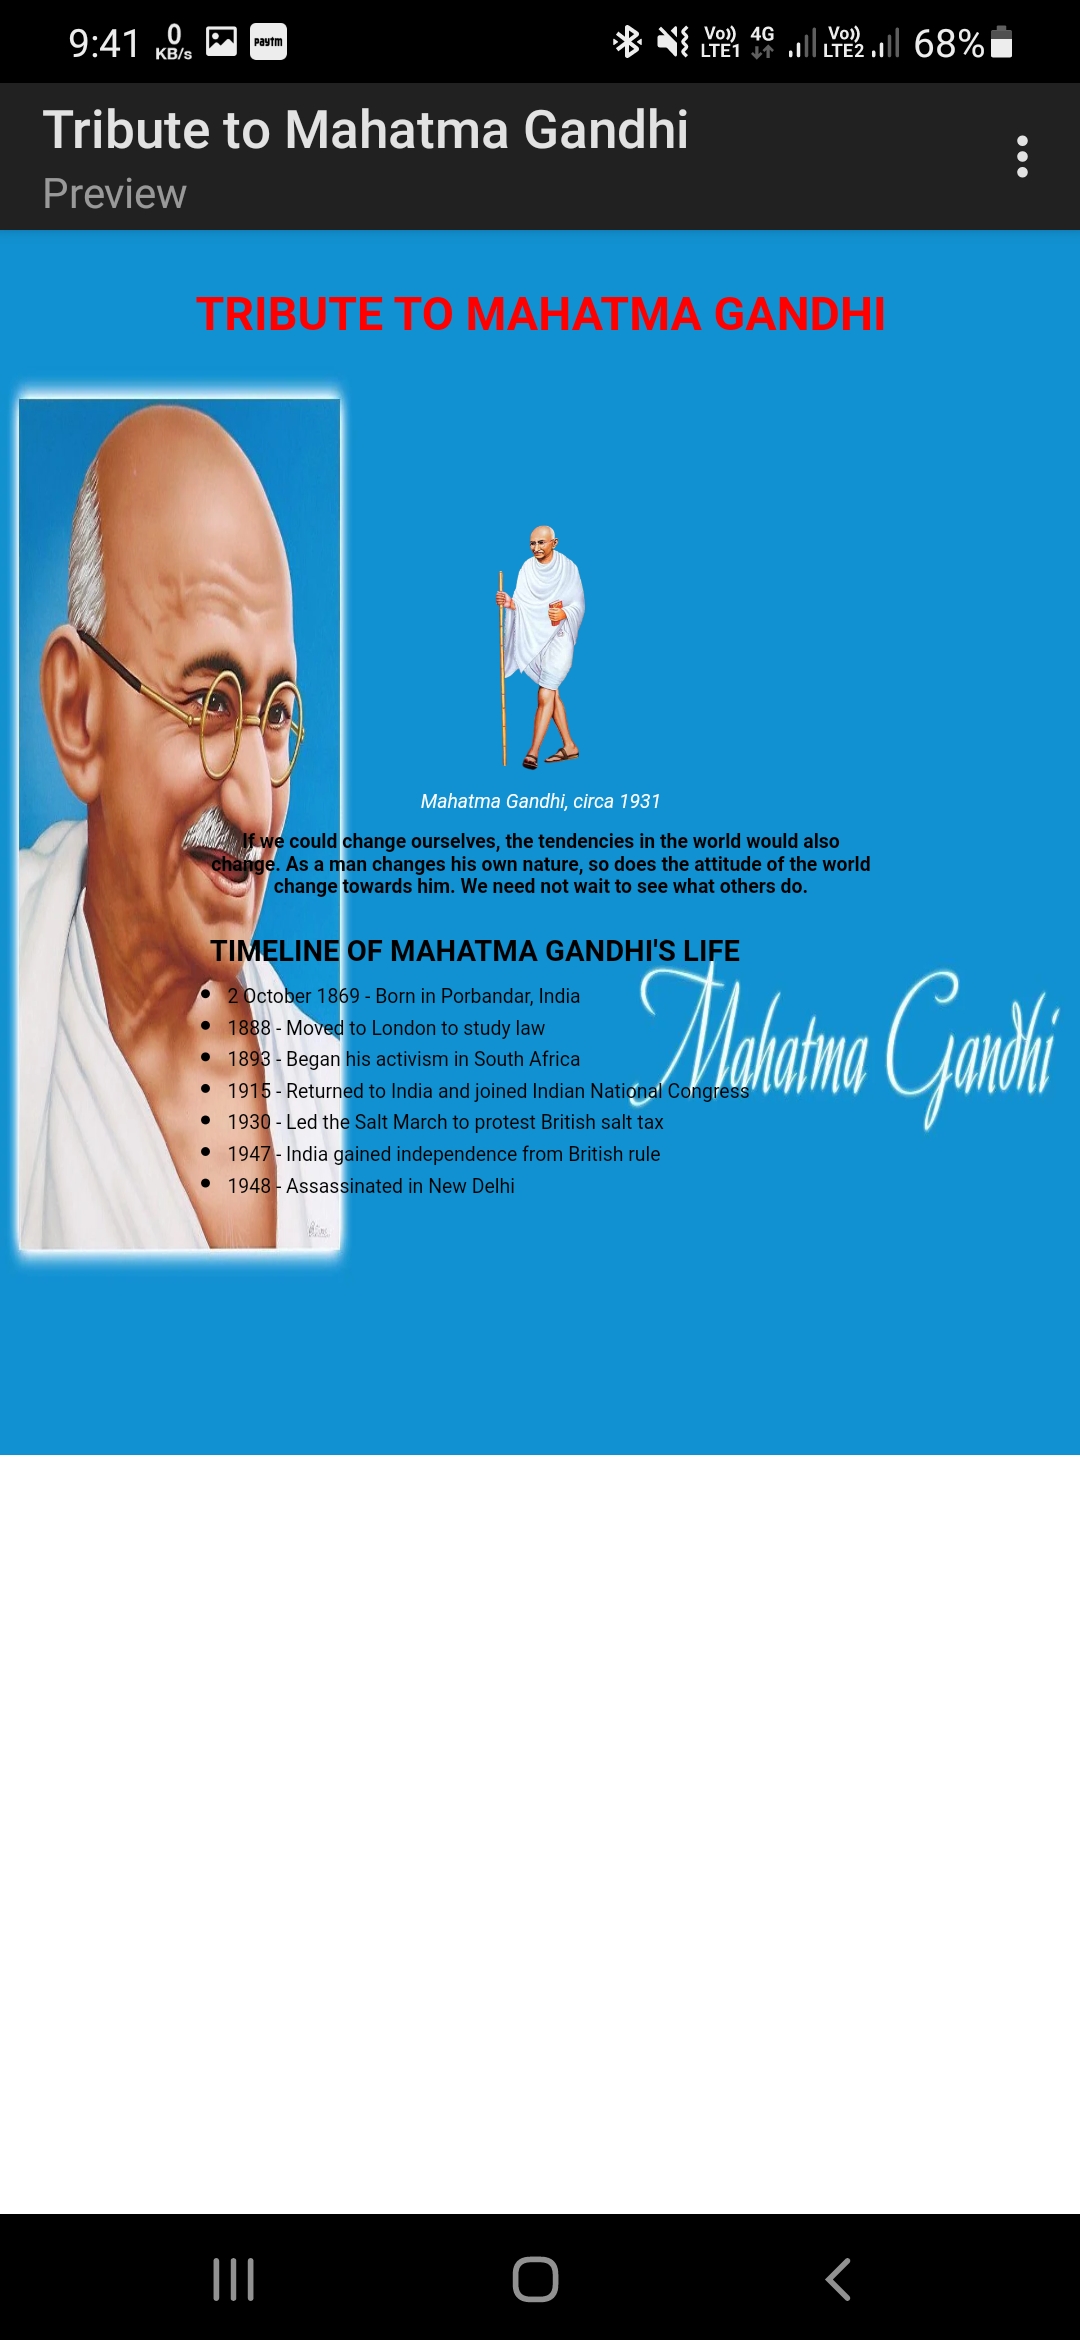 9:41 0 KB/s paytm Vo)) LTE1 4G Vo)) LTE2 68%
Tribute to Mahatma Gandhi
Preview
TRIBUTE TO MAHATMA GANDHI
Mahatma Gandhi, circa 1931
If we could change ourselves, the tendencies in the world would also
change. As a man changes his own nature, so does the attitude of the world
change towards him. We need not wait to see what others do.
TIMELINE OF MAHATMA GANDHI'S LIFE
• 2 October 1869 - Born in Porbandar, India
• 1888 - Moved to London to study law
• 1893 - Began his activism in South Africa
• 1915 - Returned to India and joined Indian National Congress
• 1930 - Led the Salt March to protest British salt tax
• 1947 - India gained independence from British rule
• 1948 - Assassinated in New Delhi
Mahatma Gandhi